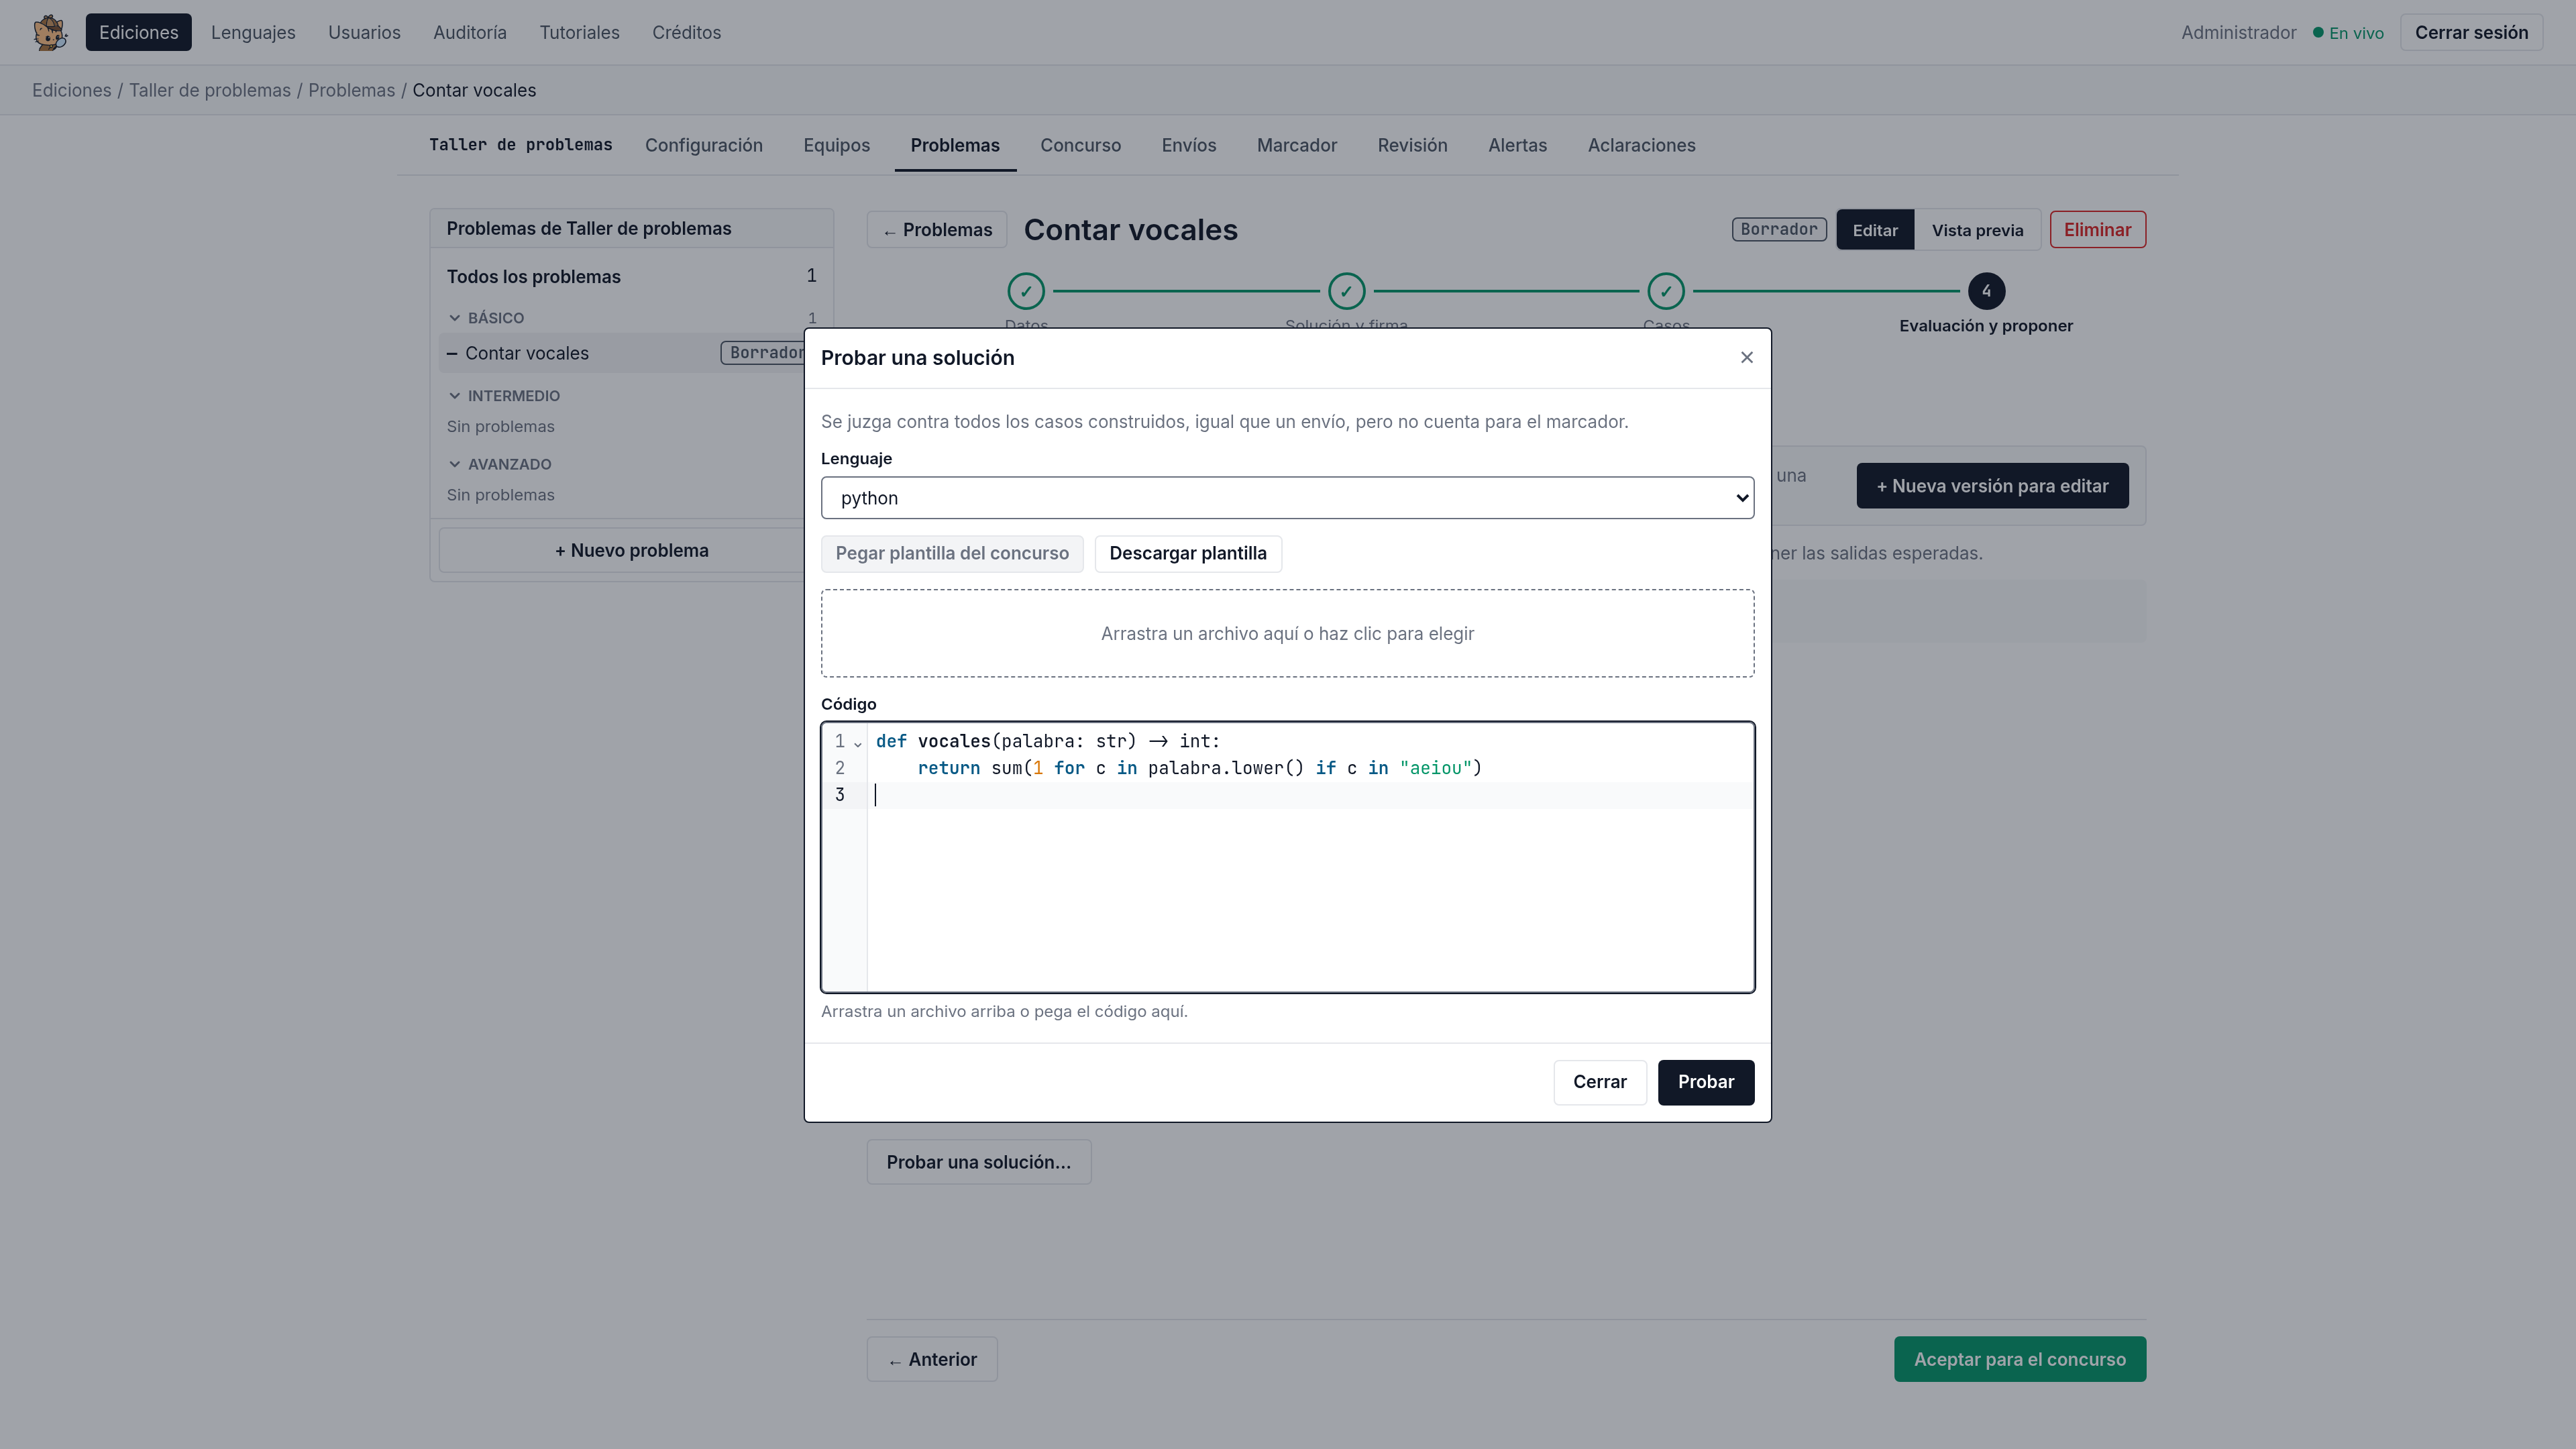 Ediciones Lenguajes Usuarios Auditoría Tutoriales Créditos Administrador En vivo Cerrar sesión
Ediciones / Taller de problemas / Problemas / Contar vocales
Taller de problemas Configuración Equipos Problemas Concurso Envíos Marcador Revisión Alertas Aclaraciones
Problemas de Taller de problemas
Todos los problemas 1
BÁSICO 1
— Contar vocales Borrador
INTERMEDIO
Sin problemas
AVANZADO
Sin problemas
+ Nuevo problema
← Problemas Contar vocales Borrador Editar Vista previa Eliminar
✓ ✓ ✓ 4
Datos Solución y firma Casos Evaluación y proponer
una + Nueva versión para editar
ner las salidas esperadas.
Probar una solución ×
Se juzga contra todos los casos construidos, igual que un envío, pero no cuenta para el marcador.
Lenguaje
python
Pegar plantilla del concurso Descargar plantilla
Arrastra un archivo aquí o haz clic para elegir
Código
1 def vocales(palabra: str) -> int:
2 return sum(1 for c in palabra.lower() if c in "aeiou")
3
Arrastra un archivo arriba o pega el código aquí.
Cerrar Probar
Probar una solución...
← Anterior Aceptar para el concurso